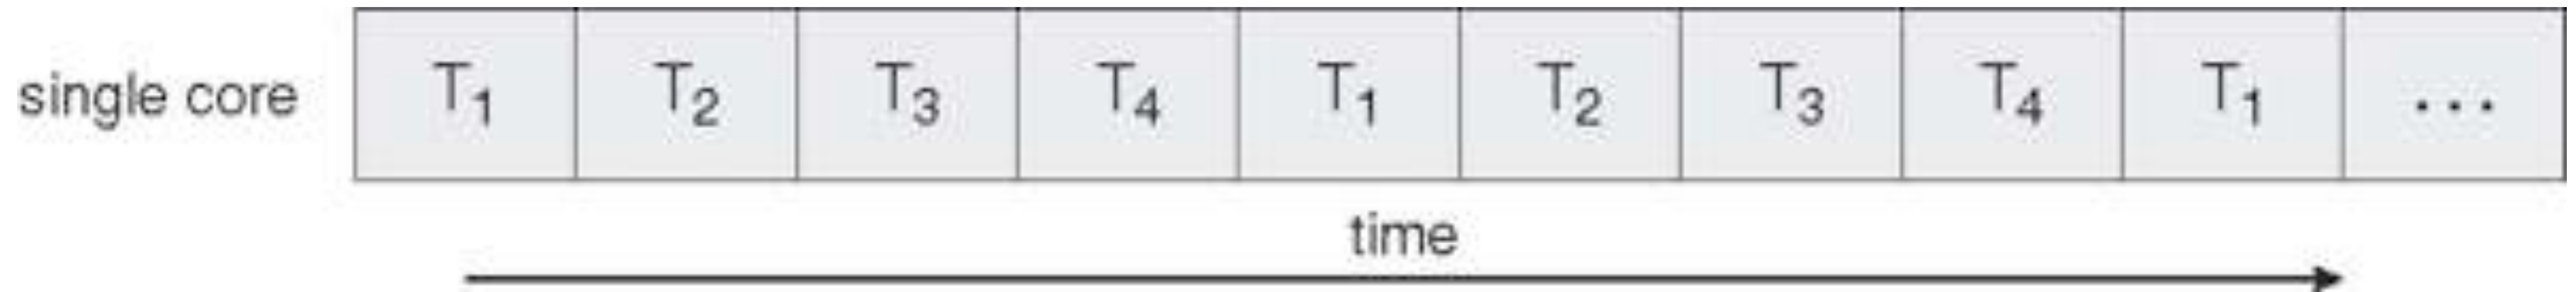 single core T₁ T₂ T₃ T₄ T₁ T₂ T₃ T₄ T₁ ...
time